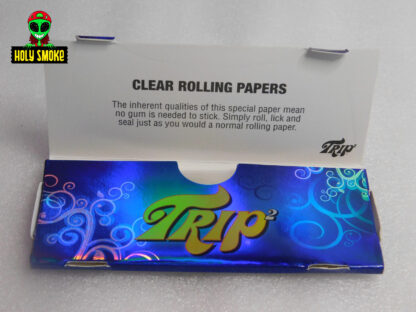 HOLY SMOKE
CLEAR ROLLING PAPERS
The inherent qualities of this special paper mean
no gum is needed to stick. Simply roll, lick and
seal just as you would a normal rolling paper.
TRIP
TRIP²